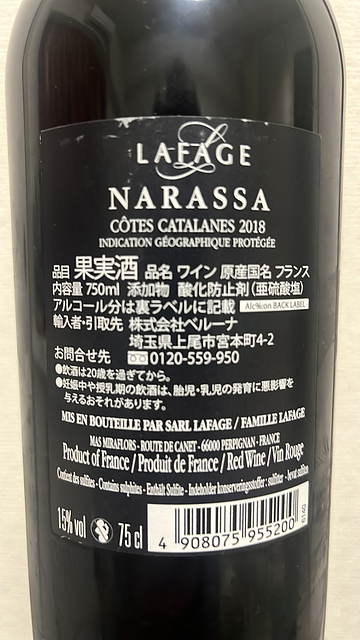 L
LAFAGE
NARASSA
CÔTES CATALANES 2018
INDICATION GÉOGRAPHIQUE PROTÉGÉE
品目 果実酒 品名 ワイン 原産国名 フランス
内容量 750ml 添加物 酸化防止剤(亜硫酸塩)
アルコール分は裏ラベルに記載 Alc%:on BACK LABEL
輸入者・引取先 株式会社ベルーナ
埼玉県上尾市宮本町4-2
お問合せ先 0120-559-950
●飲酒は20歳を過ぎてから。
●妊娠中や授乳期の飲酒は、胎児・乳児の発育に悪影響を
与えるおそれがあります。
MIS EN BOUTEILLE PAR SARL LAFAGE / FAMILLE LAFAGE
MAS MIRAFLORS - ROUTE DE CANET - 66000 PERPIGNAN - FRANCE
Product of France / Produit de France / Red Wine / Vin Rouge
Contient des sulfites - Contains sulphites - Enthält Sulfite - Indeholder konserveringsstoffer : sulfitter -
15% vol 75 cl
4 908075 955200
6140